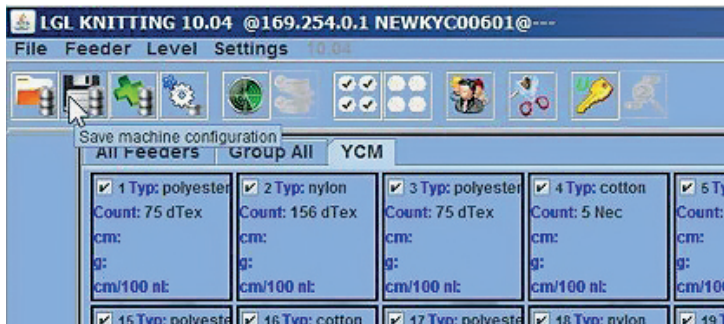 LGL KNITTING 10.04 @169.254.0.1 NEWKYC00601@---
File Feeder Level Settings 10.04
Save machine configuration
All Feeders Group All YCM
1 Typ: polyester 2 Typ: nylon 3 Typ: polyester 4 Typ: cotton 5 Ty
Count: 75 dTex Count: 156 dTex Count: 75 dTex Count: 5 Nec Count:
cm: cm: cm: cm: cm:
g: g: g: g: g:
cm/100 nl: cm/100 nl: cm/100 nl: cm/100 nl: cm/10
15 Typ: polyeste 16 Typ: cotton 17 Typ: polyeste 18 Typ: nylon 19 T